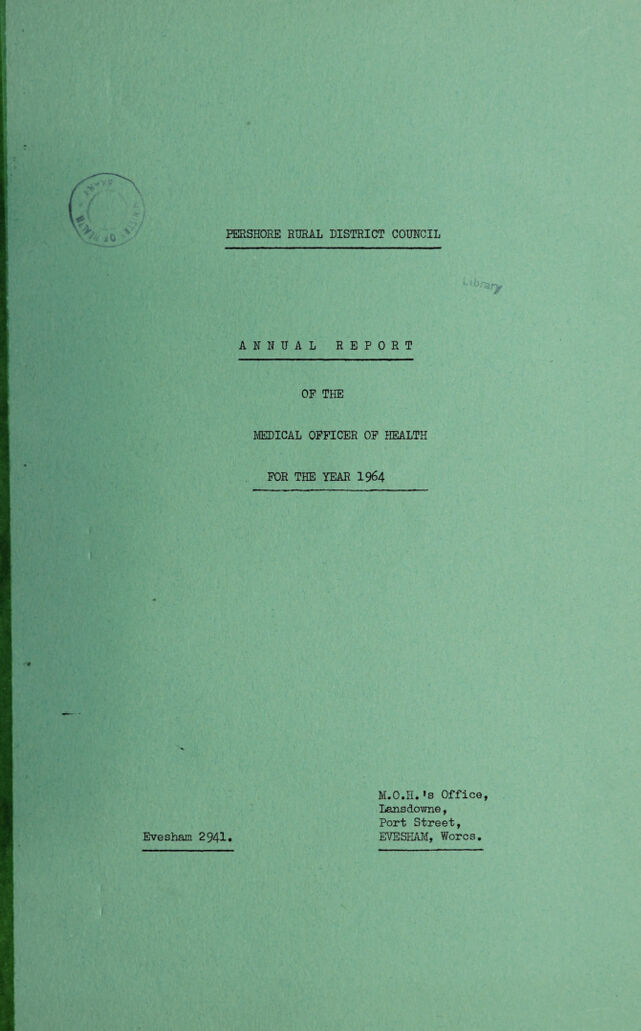 PERSHORE RURAL DISTRICT COUNCIL
Library
ANNUAL REPORT
OF THE
MEDICAL OFFICER OF HEALTH
FOR THE YEAR 1964
M.O.H.'s Office,
Lansdowne,
Port Street,
Evesham 2941.
EVESHAM, Worcs.